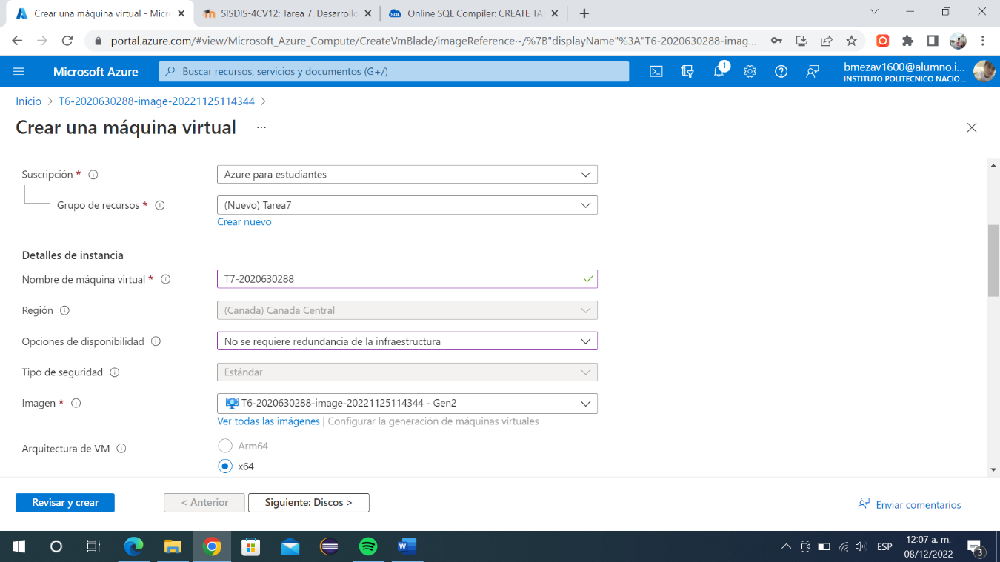 Crear una máquina virtual - Micr
SISDIS-4CV12: Tarea 7. Desarrollo
Online SQL Compiler: CREATE TA
portal.azure.com/#view/Microsoft_Azure_Compute/CreateVmBlade/imageReference~/%7B"displayName"%3A"T6-2020630288-imag...
Microsoft Azure
Buscar recursos, servicios y documentos (G+/)
1
bmezav1600@alumno.i...
INSTITUTO POLITECNICO NACIO...
Inicio > T6-2020630288-image-20221125114344 >
Crear una máquina virtual ...
Suscripción *
Azure para estudiantes
Grupo de recursos *
(Nuevo) Tarea7
Crear nuevo
Detalles de instancia
Nombre de máquina virtual *
T7-2020630288
Región
(Canada) Canada Central
Opciones de disponibilidad
No se requiere redundancia de la infraestructura
Tipo de seguridad
Estándar
Imagen *
T6-2020630288-image-20221125114344 - Gen2
Ver todas las imágenes | Configurar la generación de máquinas virtuales
Arquitectura de VM
Arm64
x64
Revisar y crear
< Anterior
Siguiente: Discos >
Enviar comentarios
ESP
12:07 a. m.
08/12/2022
3